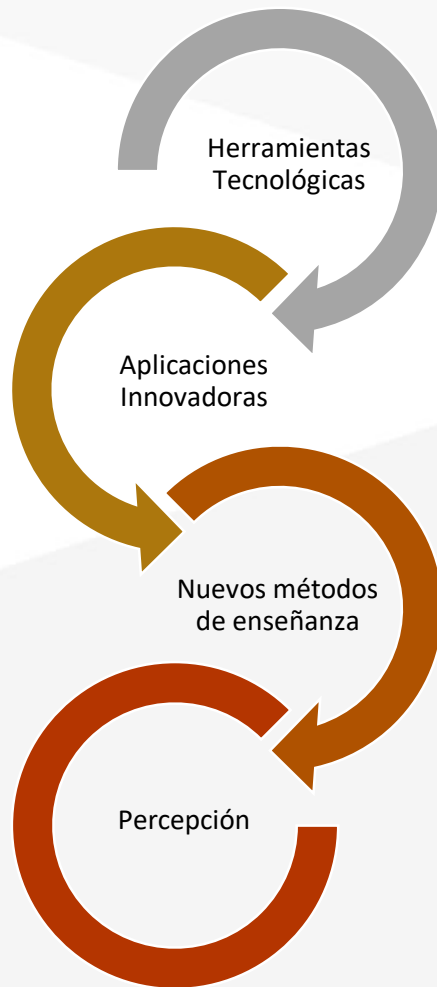 Herramientas
Tecnológicas
Aplicaciones
Innovadoras
Nuevos métodos
de enseñanza
Percepción